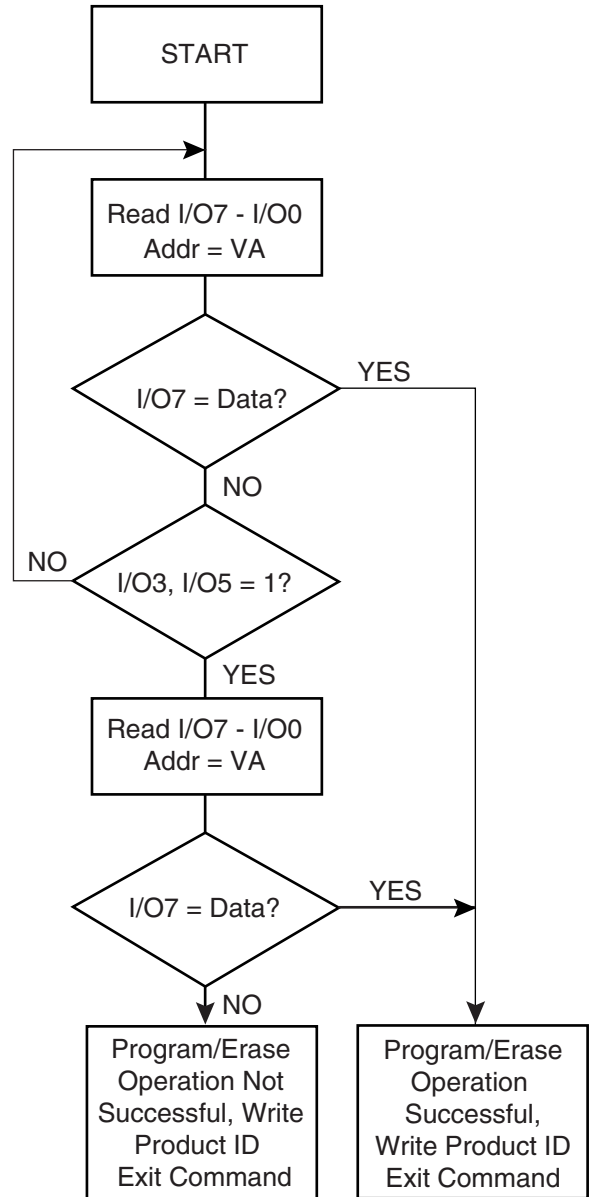 START
Read I/O7 - I/O0
Addr = VA
I/O7 = Data?
YES
NO
NO
I/O3, I/O5 = 1?
YES
Read I/O7 - I/O0
Addr = VA
I/O7 = Data?
YES
NO
Program/Erase
Operation Not
Successful, Write
Product ID
Exit Command
Program/Erase
Operation
Successful,
Write Product ID
Exit Command